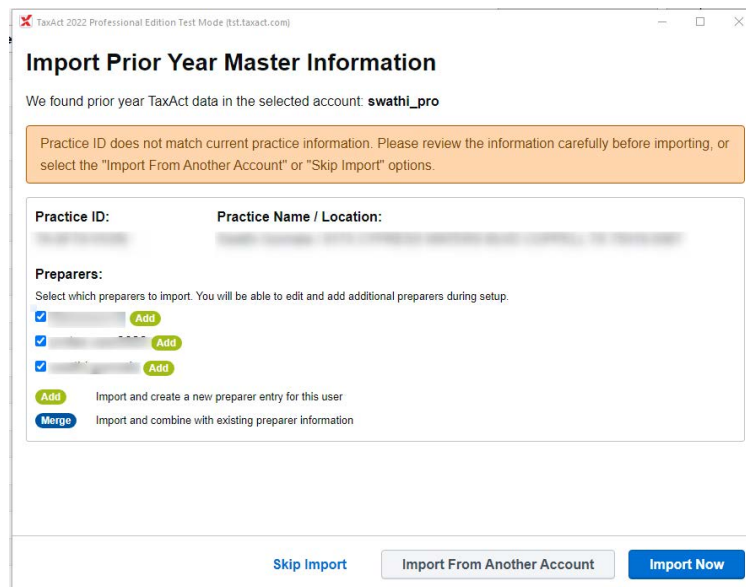 TaxAct 2022 Professional Edition Test Mode (tst.taxact.com)
Import Prior Year Master Information
We found prior year TaxAct data in the selected account: swathi_pro
Practice ID does not match current practice information. Please review the information carefully before importing, or
select the "Import From Another Account" or "Skip Import" options.
Practice ID: Practice Name / Location:
Preparers:
Select which preparers to import. You will be able to edit and add additional preparers during setup.
Add
Add
Add
Add Import and create a new preparer entry for this user
Merge Import and combine with existing preparer information
Skip Import Import From Another Account Import Now